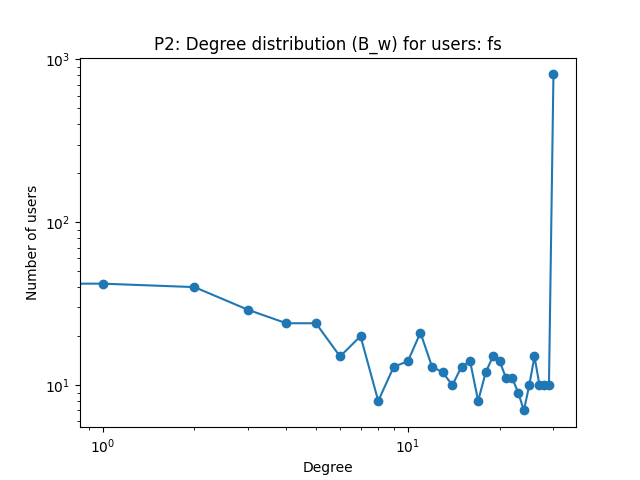 P2: Degree distribution (B_w) for users: fs
10³
10²
10¹
Number of users
10⁰
10¹
Degree